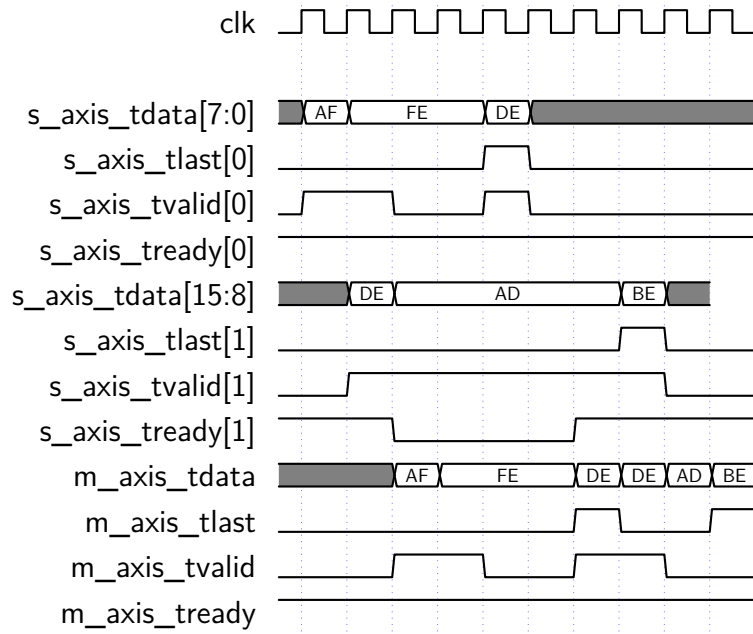 clk
s_axis_tdata[7:0] AF FE DE
s_axis_tlast[0]
s_axis_tvalid[0]
s_axis_tready[0]
s_axis_tdata[15:8] DE AD BE
s_axis_tlast[1]
s_axis_tvalid[1]
s_axis_tready[1]
m_axis_tdata AF FE DE DE AD BE
m_axis_tlast
m_axis_tvalid
m_axis_tready